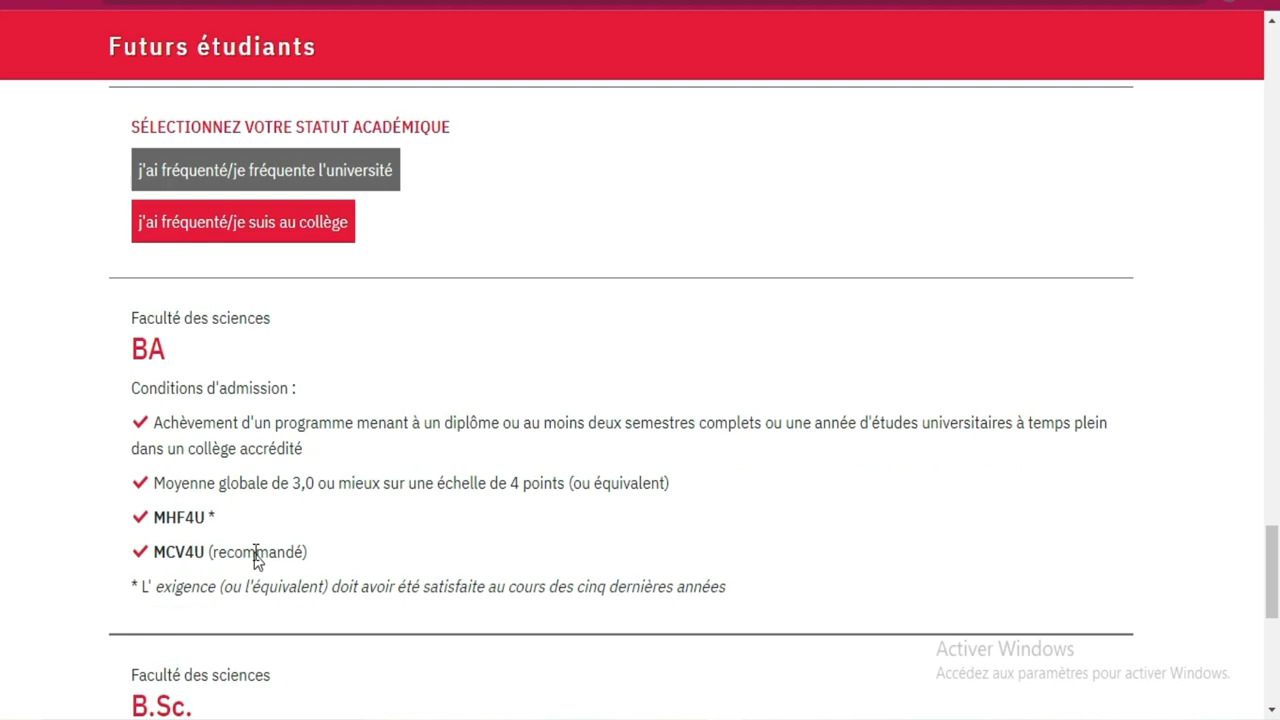 Futurs étudiants
SÉLECTIONNEZ VOTRE STATUT ACADÉMIQUE
j'ai fréquenté/je fréquente l'université
j'ai fréquenté/je suis au collège
Faculté des sciences
BA
Conditions d'admission :
Achèvement d'un programme menant à un diplôme ou au moins deux semestres complets ou une année d'études universitaires à temps plein
dans un collège accrédité
Moyenne globale de 3,0 ou mieux sur une échelle de 4 points (ou équivalent)
MHF4U *
MCV4U (recommandé)
* L' exigence (ou l'équivalent) doit avoir été satisfaite au cours des cinq dernières années
Activer Windows
Accédez aux paramètres pour activer Windows.
Faculté des sciences
B.Sc.